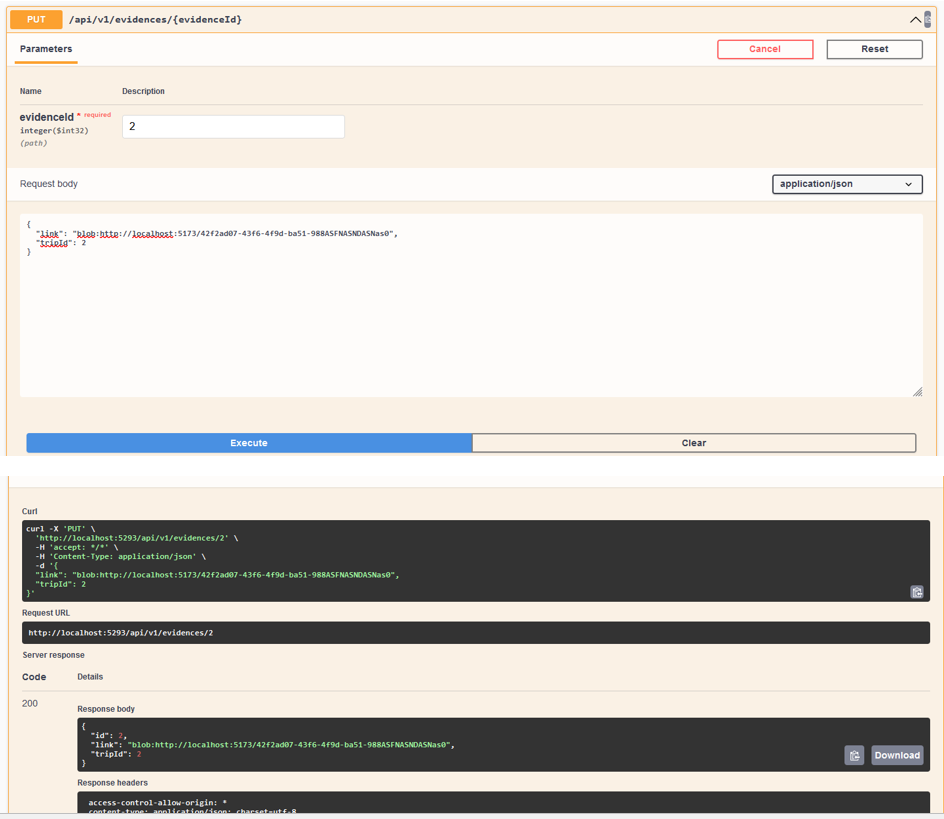 PUT /api/v1/evidences/{evidenceId}
Parameters
Cancel
Reset
Name Description
evidenceId * required
integer($int32)
(path)
2
Request body
application/json
{
"link": "blob:http://localhost:5173/42f2ad07-43f6-4f9d-ba51-988ASFNASNDASNas0",
"tripId": 2
}
Execute
Clear
Curl
curl -X 'PUT' \
'http://localhost:5293/api/v1/evidences/2' \
-H 'accept: */*' \
-H 'Content-Type: application/json' \
-d '{
"link": "blob:http://localhost:5173/42f2ad07-43f6-4f9d-ba51-988ASFNASNDASNas0",
"tripId": 2
}'
Request URL
http://localhost:5293/api/v1/evidences/2
Server response
Code Details
200
Response body
{
"id": 2,
"link": "blob:http://localhost:5173/42f2ad07-43f6-4f9d-ba51-988ASFNASNDASNas0",
"tripId": 2
}
Download
Response headers
access-control-allow-origin: *
content-type: application/json; charset=utf-8